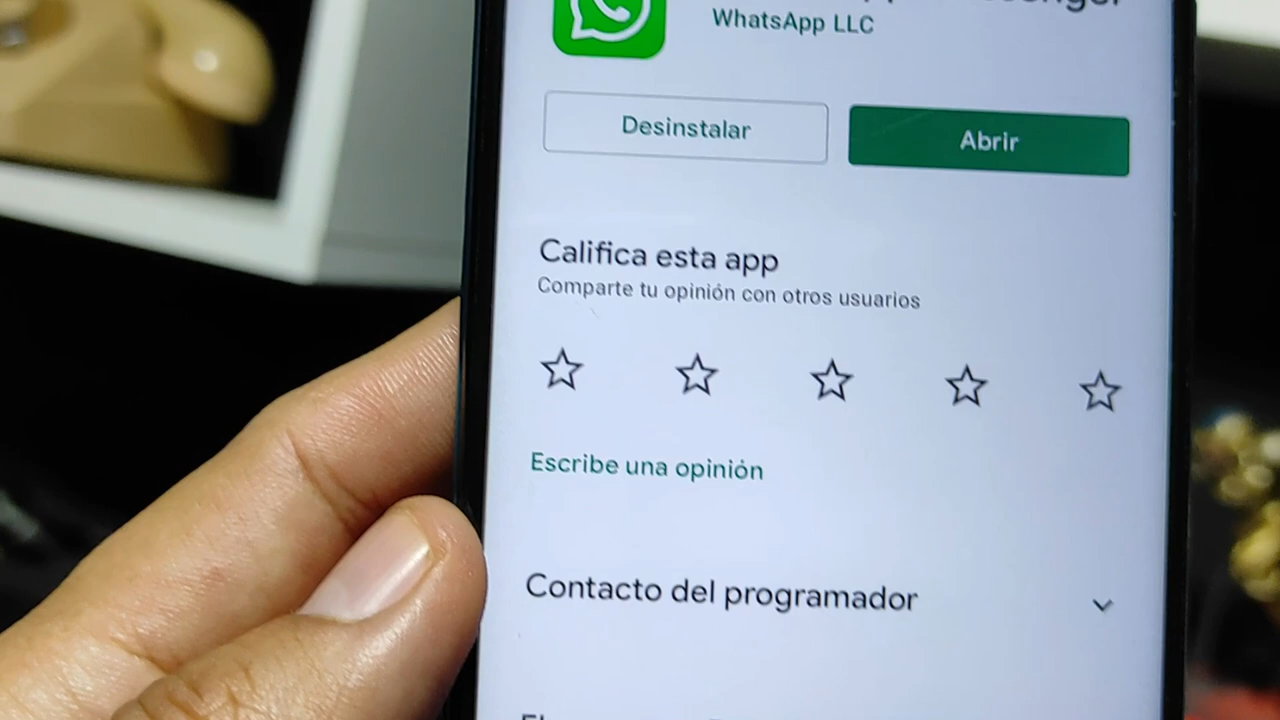 WhatsApp LLC
Desinstalar
Abrir
Califica esta app
Comparte tu opinión con otros usuarios
Escribe una opinión
Contacto del programador